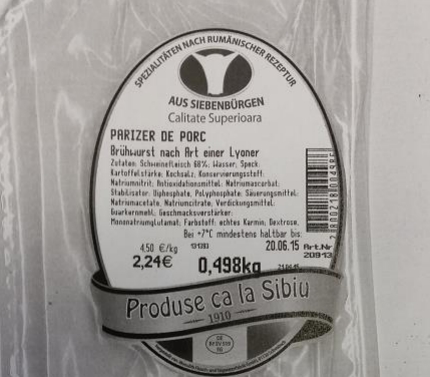 SPEZIALITÄTEN NACH RUMÄNISCHER REZEPTUR
AUS SIEBENBÜRGEN
Calitate Superioara
PARIZER DE PORC
Brühwurst nach Art einer Lyoner
Zutaten: Schweinefleisch 68%, Wasser, Speck,
Kartoffelstärke, Kochsalz, Konservierungsstoff:
Natriumnitrit, Antioxidationsmittel: Natriumascorbat,
Stabilisator: Diphosphate, Polyphosphate, Säuerungsmittel:
Natriumacetate, Natriumcitrate, Verdickungsmittel:
Guarkernmehl, Geschmacksverstärker:
Mononatriumglutamat, Farbstoff: echtes Karmin, Dextrose,
Bei +7°C mindestens haltbar bis:
4,50 €/kg 20.06.15 Art.Nr
2,24€ 0,498kg 20913
Produse ca la Sibiu
1910